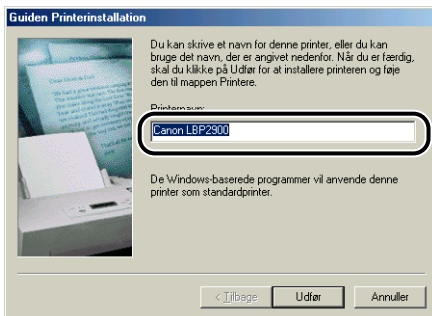 Guiden Printerinstallation
Du kan skrive et navn for denne printer, eller du kan
bruge det navn, der er angivet nedenfor. Når du er færdig,
skal du klikke på Udfør for at installere printeren og føje
den til mappen Printere.
Printernavn:
Canon LBP2900
De Windows-baserede programmer vil anvende denne
printer som standardprinter.
< Tilbage
Udfør
Annuller